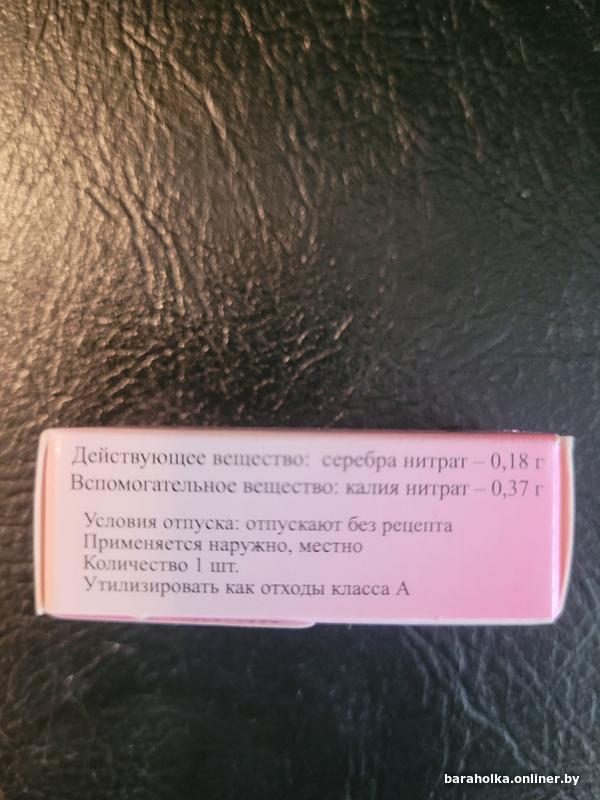 Действующее вещество: серебра нитрат – 0,18 г
Вспомогательное вещество: калия нитрат – 0,37 г
Условия отпуска: отпускают без рецепта
Применяется наружно, местно
Количество 1 шт.
Утилизировать как отходы класса А
baraholka.onliner.by